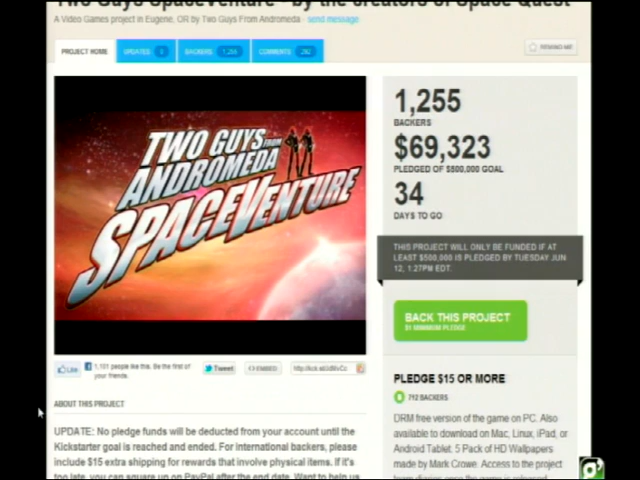 Two Guys SpaceVenture - by the creators of Space Quest
A Video Games project in Eugene, OR by Two Guys From Andromeda · send message
PROJECT HOME
UPDATES
BACKERS 1,255
COMMENTS
REMIND ME
TWO GUYS FROM
ANDROMEDA
SPACEVENTURE
1,255
BACKERS
$69,323
PLEDGED OF $500,000 GOAL
34
DAYS TO GO
THIS PROJECT WILL ONLY BE FUNDED IF AT
LEAST $500,000 IS PLEDGED BY TUESDAY JUN
12, 1:27PM EDT.
BACK THIS PROJECT
$1 MINIMUM PLEDGE
Like
1,101 people like this. Be the first of
your friends.
Tweet
EMBED
PLEDGE $15 OR MORE
712 BACKERS
DRM free version of the game on PC. Also
available to download on Mac, Linux, iPad, or
Android Tablet. 5 Pack of HD Wallpapers
made by Mark Crowe. Access to the project
ABOUT THIS PROJECT
UPDATE: No pledge funds will be deducted from your account until the
Kickstarter goal is reached and ended. For international backers, please
include $15 extra shipping for rewards that involve physical items. If it's
too late, you can square up on PayPal after the end date. Want to help us